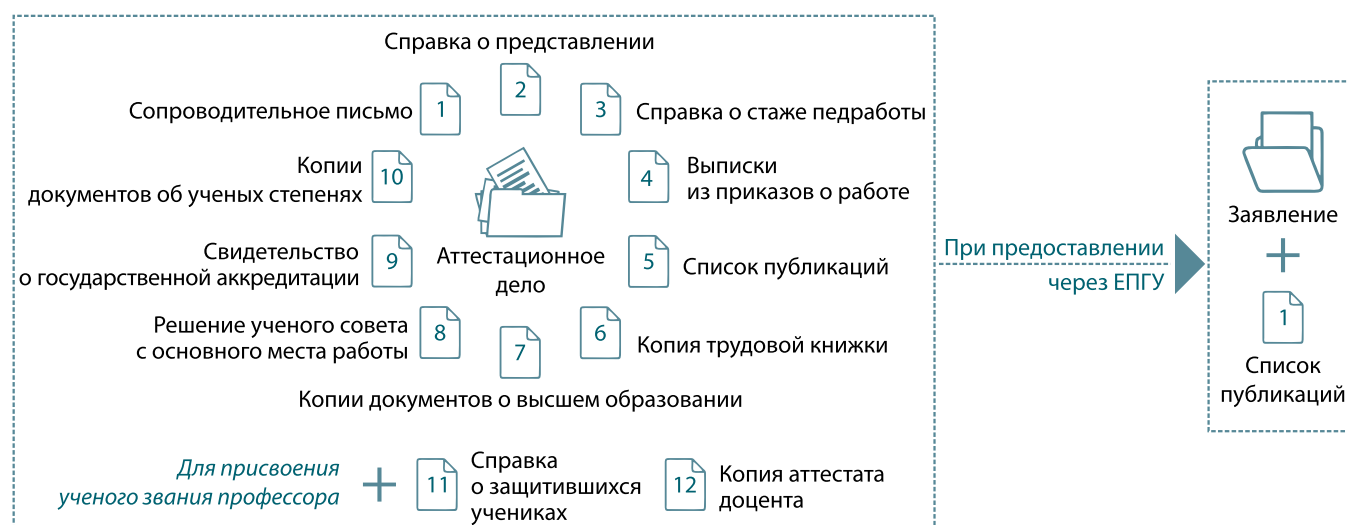 Справка о представлении
1
2
3
Сопроводительное письмо
Справка о стаже педработы
Копии
документов об ученых степенях
10
4
Выписки
из приказов о работе
Свидетельство
о государственной аккредитации
9
Аттестационное
дело
5
Список публикаций
Решение ученого совета
с основного места работы
8
7
6
Копия трудовой книжки
Копии документов о высшем образовании
Для присвоения
ученого звания профессора
+
11
Справка
о защитившихся
учениках
12
Копия аттестата
доцента
При предоставлении
через ЕПГУ
Заявление
+
1
Список
публикаций